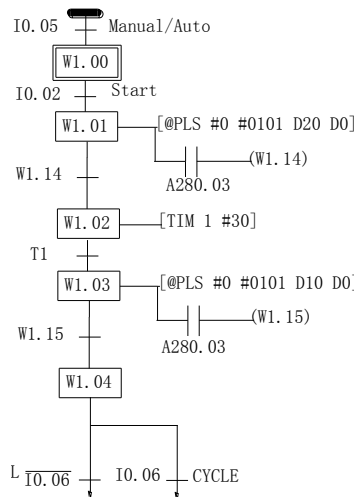 I0.05 Manual/Auto
W1.00
I0.02 Start
W1.01 [@PLS #0 #0101 D20 D0]
(W1.14)
W1.14 A280.03
W1.02 [TIM 1 #30]
T1
W1.03 [@PLS #0 #0101 D10 D0]
(W1.15)
W1.15
A280.03
W1.04
L I0.06 I0.06 CYCLE